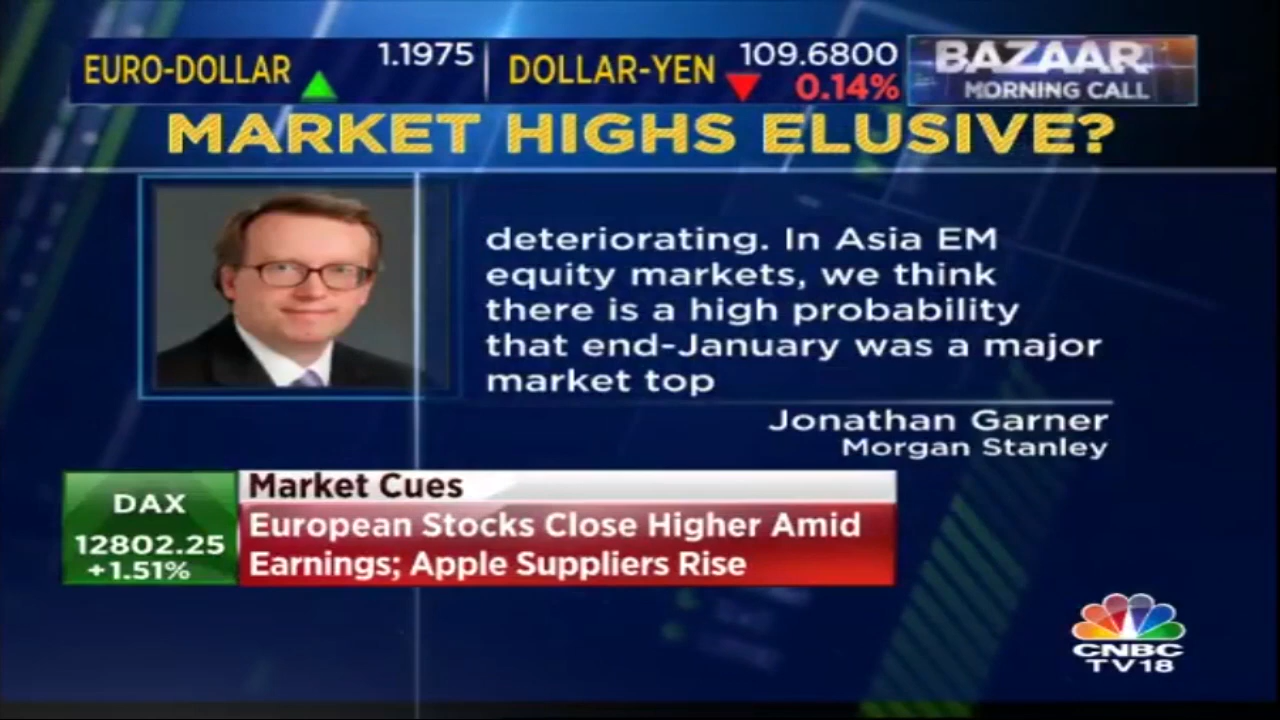 EURO-DOLLAR 1.1975 DOLLAR-YEN 109.6800 0.14%
BAZAAR
MORNING CALL
MARKET HIGHS ELUSIVE?
deteriorating. In Asia EM
equity markets, we think
there is a high probability
that end-January was a major
market top
Jonathan Garner
Morgan Stanley
DAX
12802.25
+1.51%
Market Cues
European Stocks Close Higher Amid
Earnings; Apple Suppliers Rise
CNBC
TV18